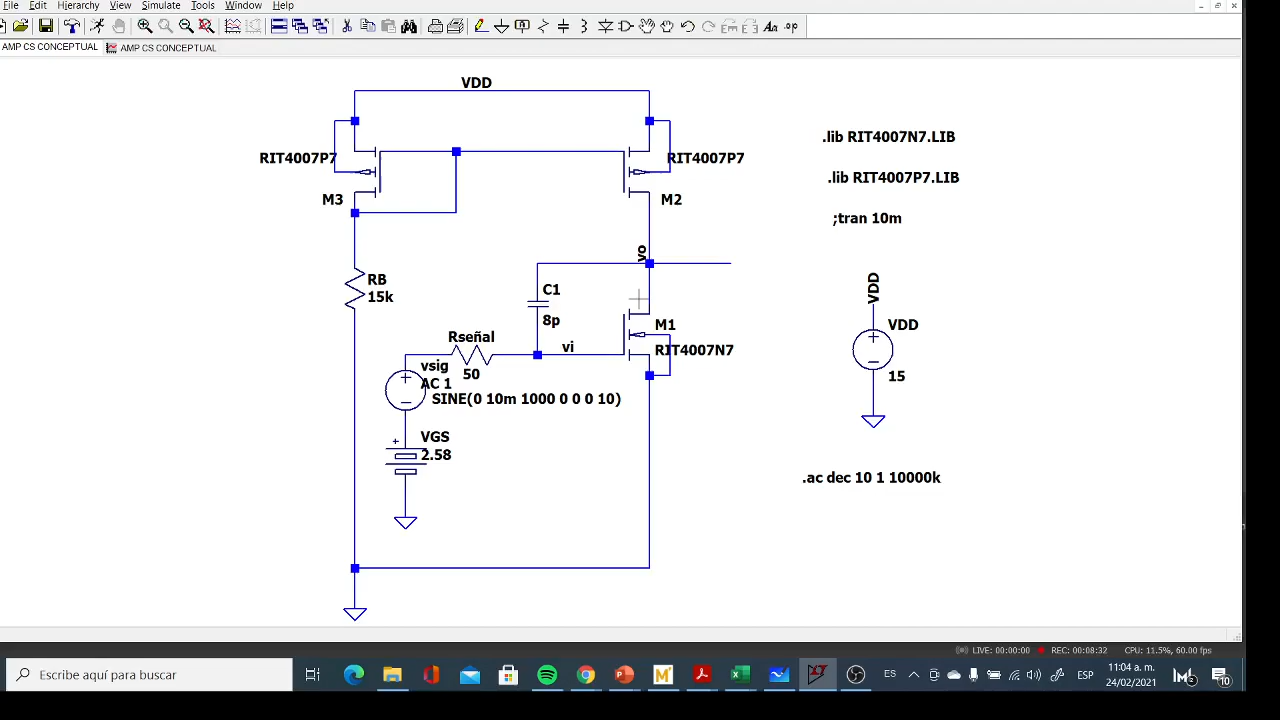 File Edit Hierarchy View Simulate Tools Window Help
Aa .op
AMP CS CONCEPTUAL AMP CS CONCEPTUAL
VDD
RIT4007P7
RIT4007P7
M3
M2
.lib RIT4007N7.LIB
.lib RIT4007P7.LIB
;tran 10m
vo
RB
15k
C1
8p
M1
RIT4007N7
Rseñal
50
vi
vsig
AC 1
SINE(0 10m 1000 0 0 0 10)
VGS
2.58
VDD
VDD
15
.ac dec 10 1 10000k
LIVE: 00:00:00 REC: 00:08:32 CPU: 11.5%, 60.00 fps
Escribe aquí para buscar
ES
ESP
11:04 a. m.
24/02/2021
10